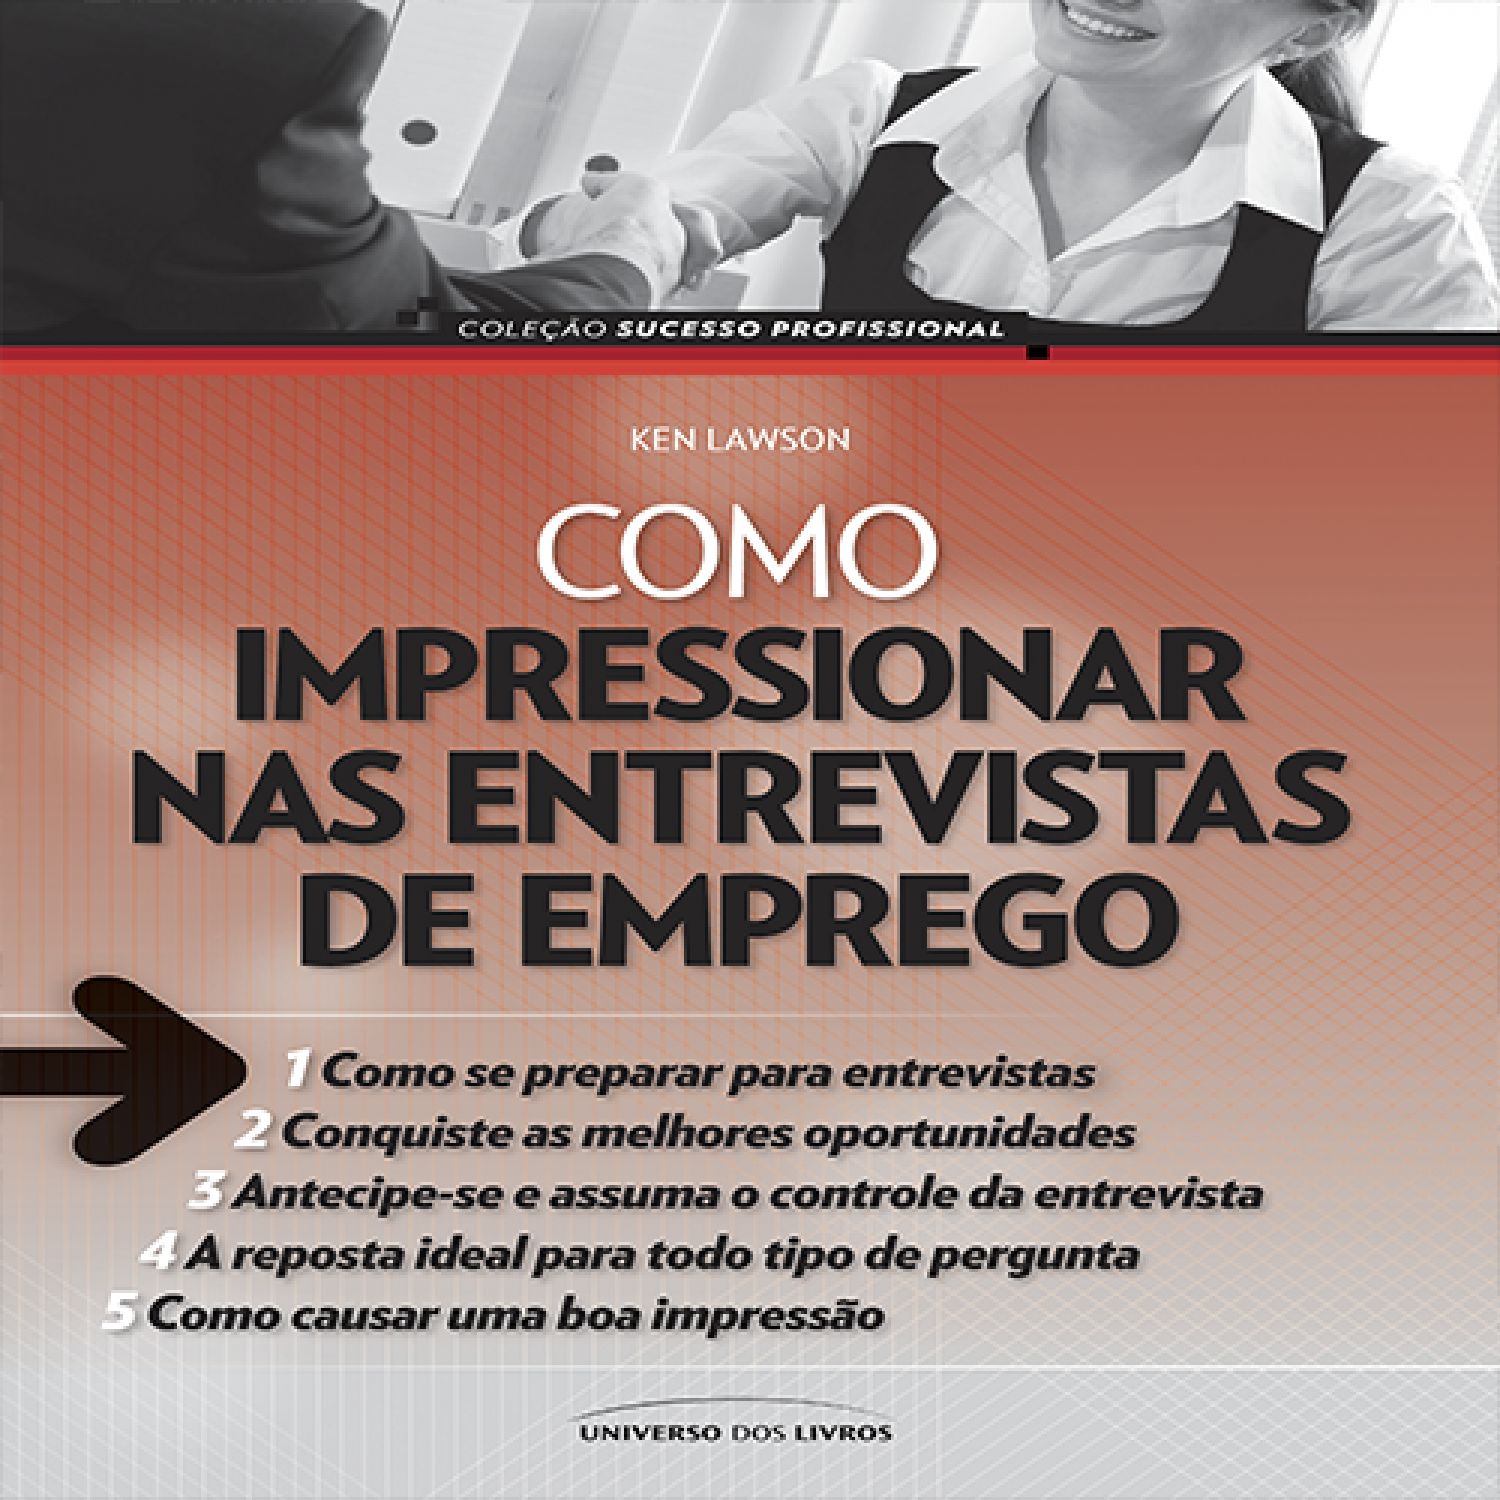 COLEÇÃO SUCESSO PROFISSIONAL
KEN LAWSON
COMO
IMPRESSIONAR
NAS ENTREVISTAS
DE EMPREGO
1 Como se preparar para entrevistas
2 Conquiste as melhores oportunidades
3 Antecipe-se e assuma o controle da entrevista
4 A reposta ideal para todo tipo de pergunta
5 Como causar uma boa impressão
UNIVERSO DOS LIVROS